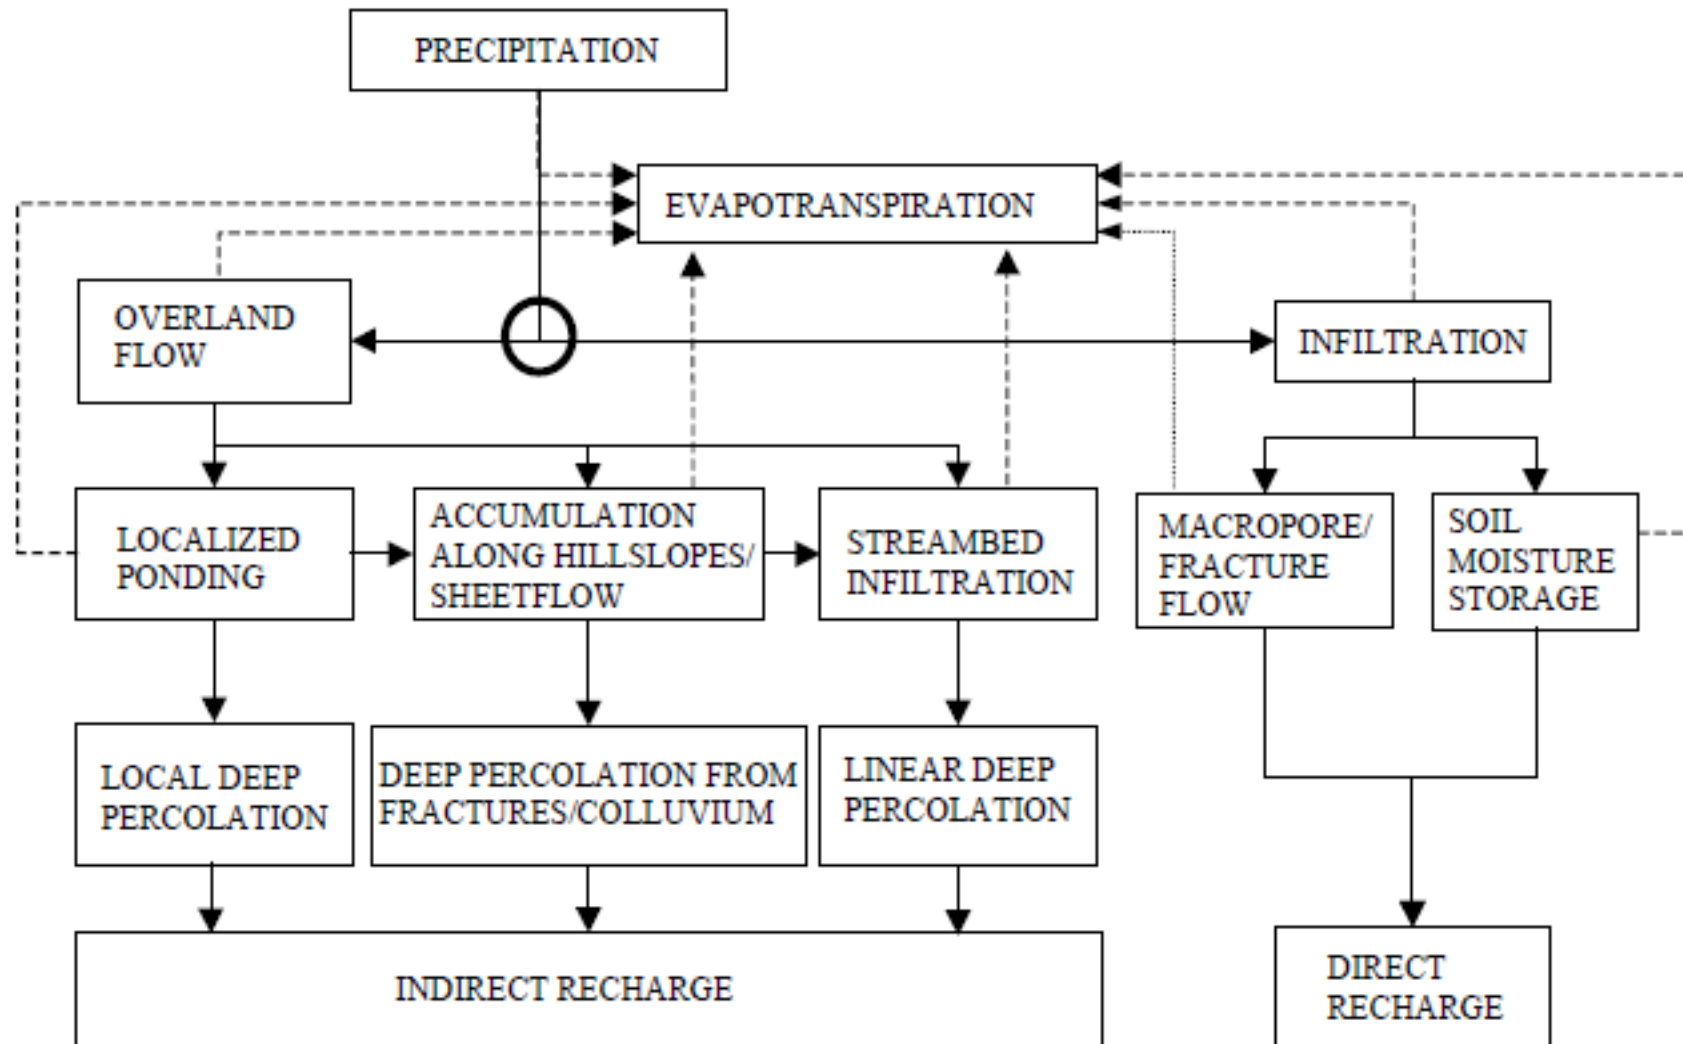 PRECIPITATION
EVAPOTRANSPIRATION
OVERLAND
FLOW
INFILTRATION
LOCALIZED
PONDING
ACCUMULATION
ALONG HILLSLOPES/
SHEETFLOW
STREAMBED
INFILTRATION
MACROPORE/
FRACTURE
FLOW
SOIL
MOISTURE
STORAGE
LOCAL DEEP
PERCOLATION
DEEP PERCOLATION FROM
FRACTURES/COLLUVIUM
LINEAR DEEP
PERCOLATION
INDIRECT RECHARGE
DIRECT
RECHARGE